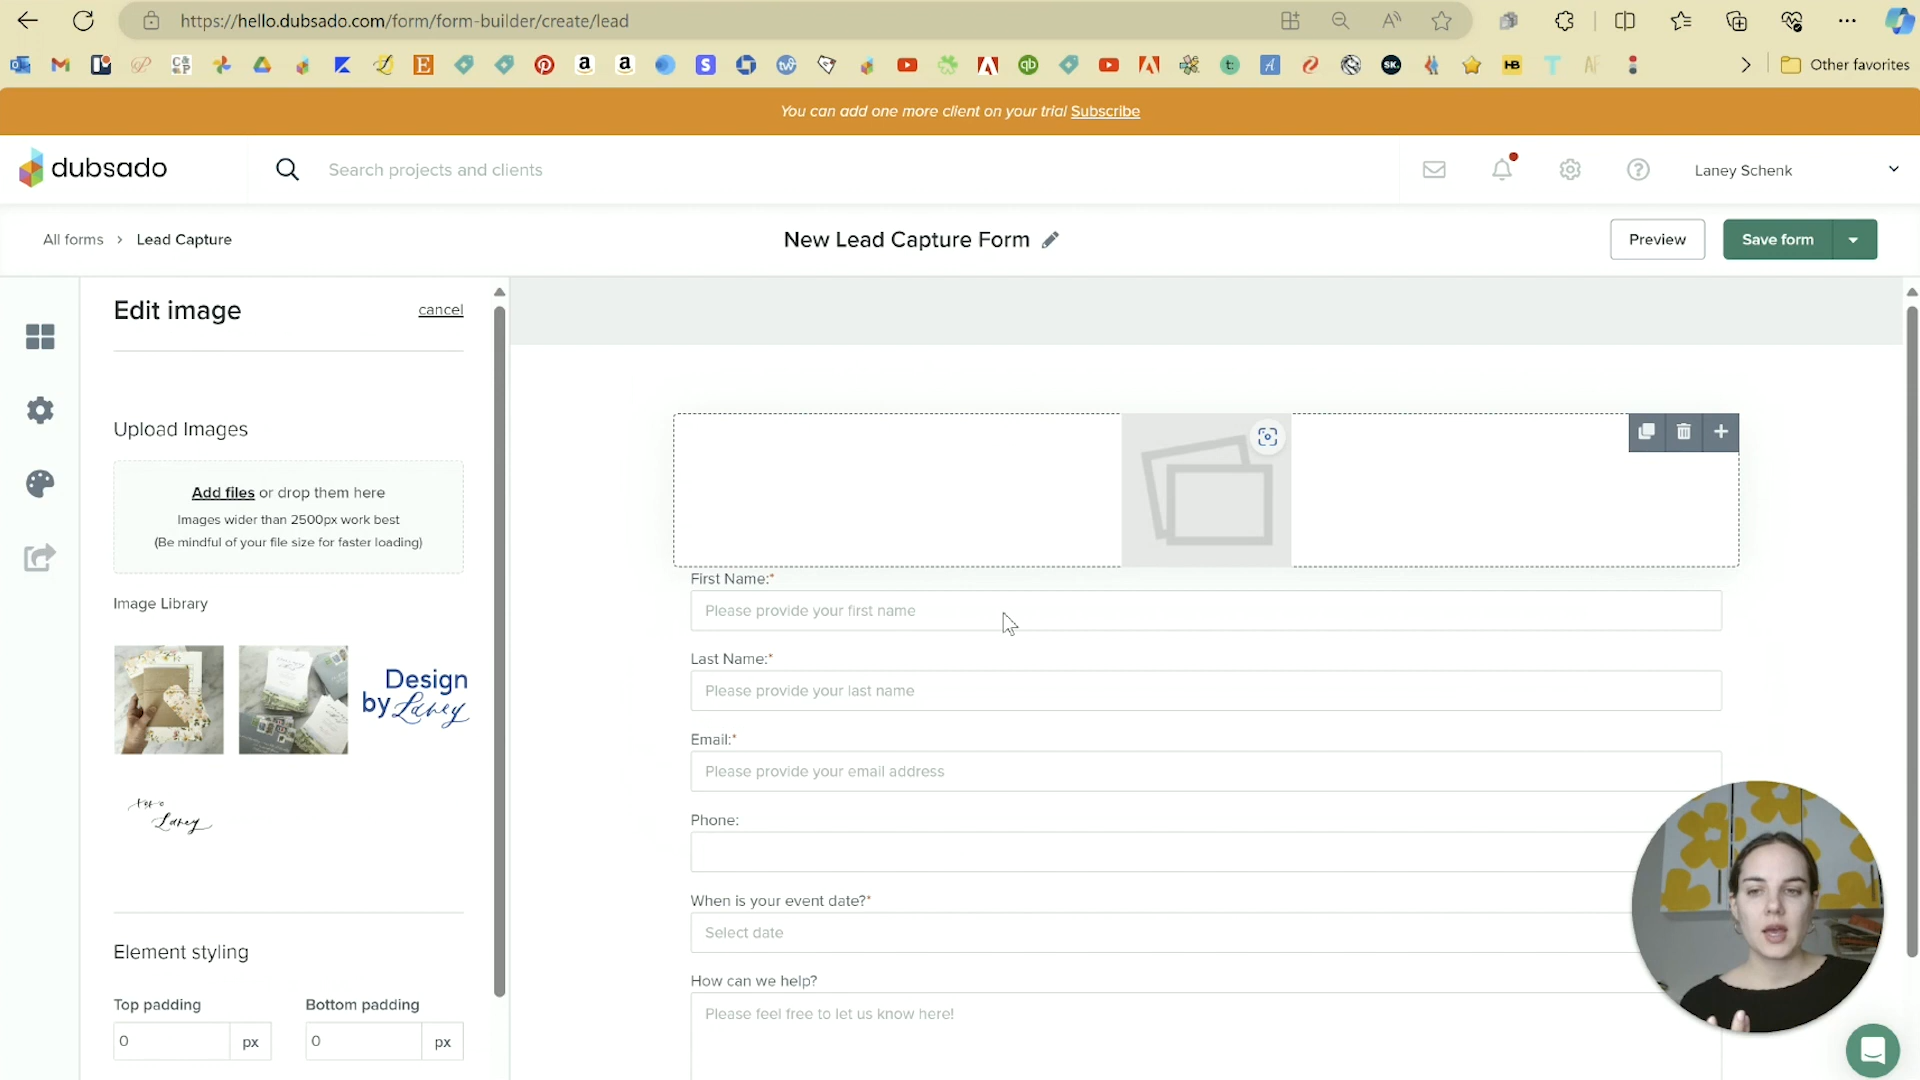 https://hello.dubsado.com/form/form-builder/create/lead
Other favorites
You can add one more client on your trial Subscribe
dubsado
Search projects and clients
Laney Schenk
All forms > Lead Capture
New Lead Capture Form
Preview
Save form
Edit image
cancel
Upload Images
Add files or drop them here
Images wider than 2500px work best
(Be mindful of your file size for faster loading)
Image Library
Design
by Laney
xoxo
Laney
Element styling
Top padding
Bottom padding
0 px
0 px
First Name:*
Please provide your first name
Last Name:*
Please provide your last name
Email:*
Please provide your email address
Phone:
When is your event date?*
Select date
How can we help?
Please feel free to let us know here!